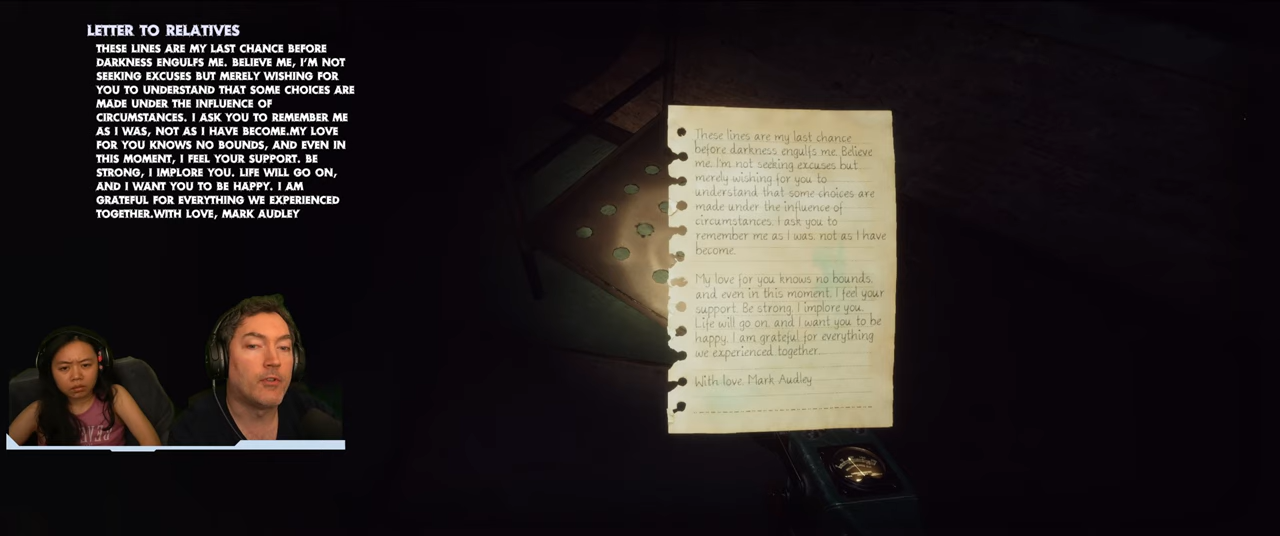 LETTER TO RELATIVES
THESE LINES ARE MY LAST CHANCE BEFORE
DARKNESS ENGULFS ME. BELIEVE ME, I'M NOT
SEEKING EXCUSES BUT MERELY WISHING FOR
YOU TO UNDERSTAND THAT SOME CHOICES ARE
MADE UNDER THE INFLUENCE OF
CIRCUMSTANCES. I ASK YOU TO REMEMBER ME
AS I WAS, NOT AS I HAVE BECOME.MY LOVE
FOR YOU KNOWS NO BOUNDS, AND EVEN IN
THIS MOMENT, I FEEL YOUR SUPPORT. BE
STRONG, I IMPLORE YOU. LIFE WILL GO ON,
AND I WANT YOU TO BE HAPPY. I AM
GRATEFUL FOR EVERYTHING WE EXPERIENCED
TOGETHER.WITH LOVE, MARK AUDLEY
These lines are my last chance
before darkness engulfs me. Believe
me, I'm not seeking excuses but
merely wishing for you to
understand that some choices are
made under the influence of
circumstances. I ask you to
remember me as I was, not as I have
become.
My love for you knows no bounds,
and even in this moment, I feel your
support. Be strong, I implore you.
Life will go on, and I want you to be
happy. I am grateful for everything
we experienced together.
With love, Mark Audley